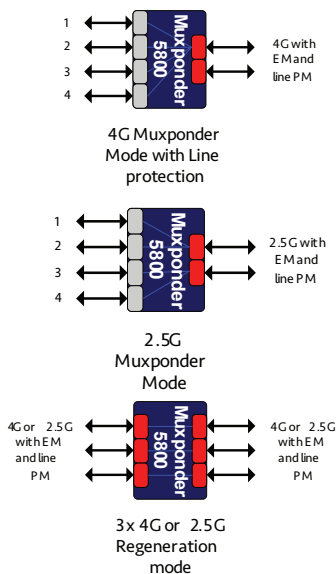 1
2
3
4
Muxponder
5800
4G with
EM and
line PM
4G Muxponder
Mode with Line
protection
1
2
3
4
Muxponder
5800
2.5G with
EM and
line PM
2.5G
Muxponder
Mode
4G or 2.5G
with EM
and line
PM
Muxponder
5800
4G or 2.5G
with EM
and line
PM
3x 4G or 2.5G
Regeneration
mode